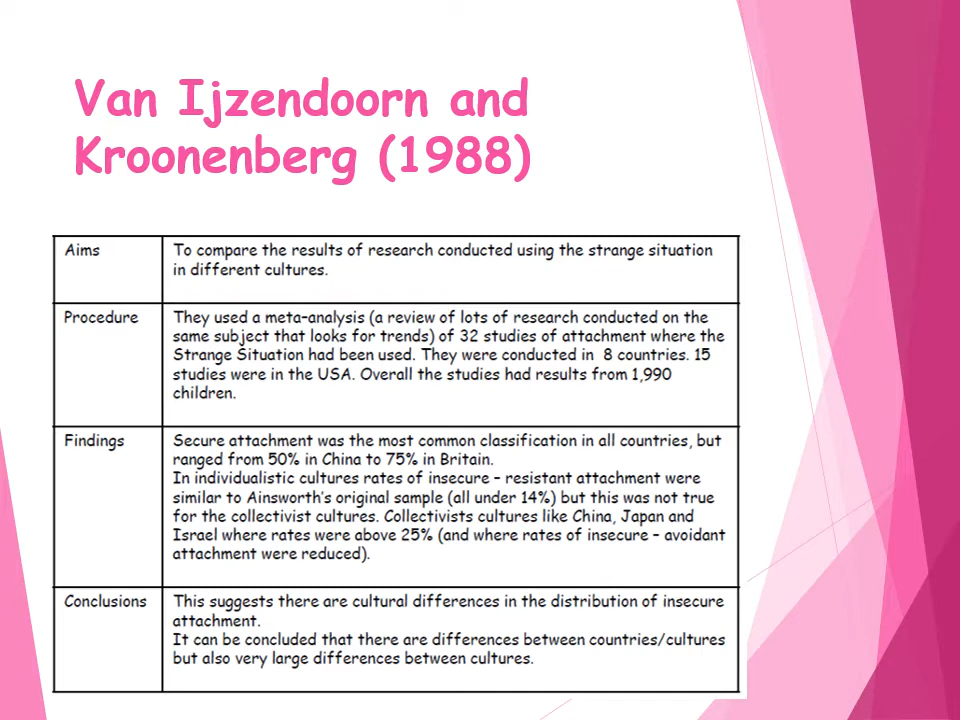 Van Ijzendoorn and
Kroonenberg (1988)
Aims
To compare the results of research conducted using the strange situation
in different cultures.
Procedure
They used a meta-analysis (a review of lots of research conducted on the
same subject that looks for trends) of 32 studies of attachment where the
Strange Situation had been used. They were conducted in 8 countries. 15
studies were in the USA. Overall the studies had results from 1,990
children.
Findings
Secure attachment was the most common classification in all countries, but
ranged from 50% in China to 75% in Britain.
In individualistic cultures rates of insecure – resistant attachment were
similar to Ainsworth's original sample (all under 14%) but this was not true
for the collectivist cultures. Collectivists cultures like China, Japan and
Israel where rates were above 25% (and where rates of insecure – avoidant
attachment were reduced).
Conclusions
This suggests there are cultural differences in the distribution of insecure
attachment.
It can be concluded that there are differences between countries/cultures
but also very large differences between cultures.